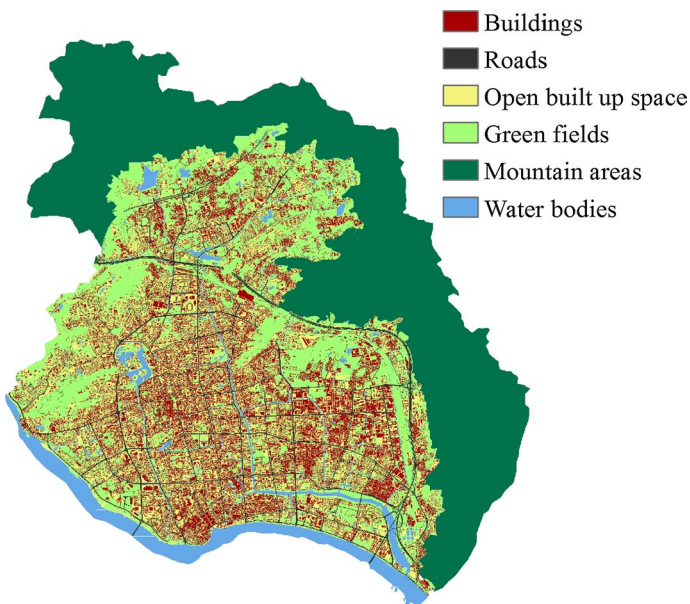 Buildings
Roads
Open built up space
Green fields
Mountain areas
Water bodies